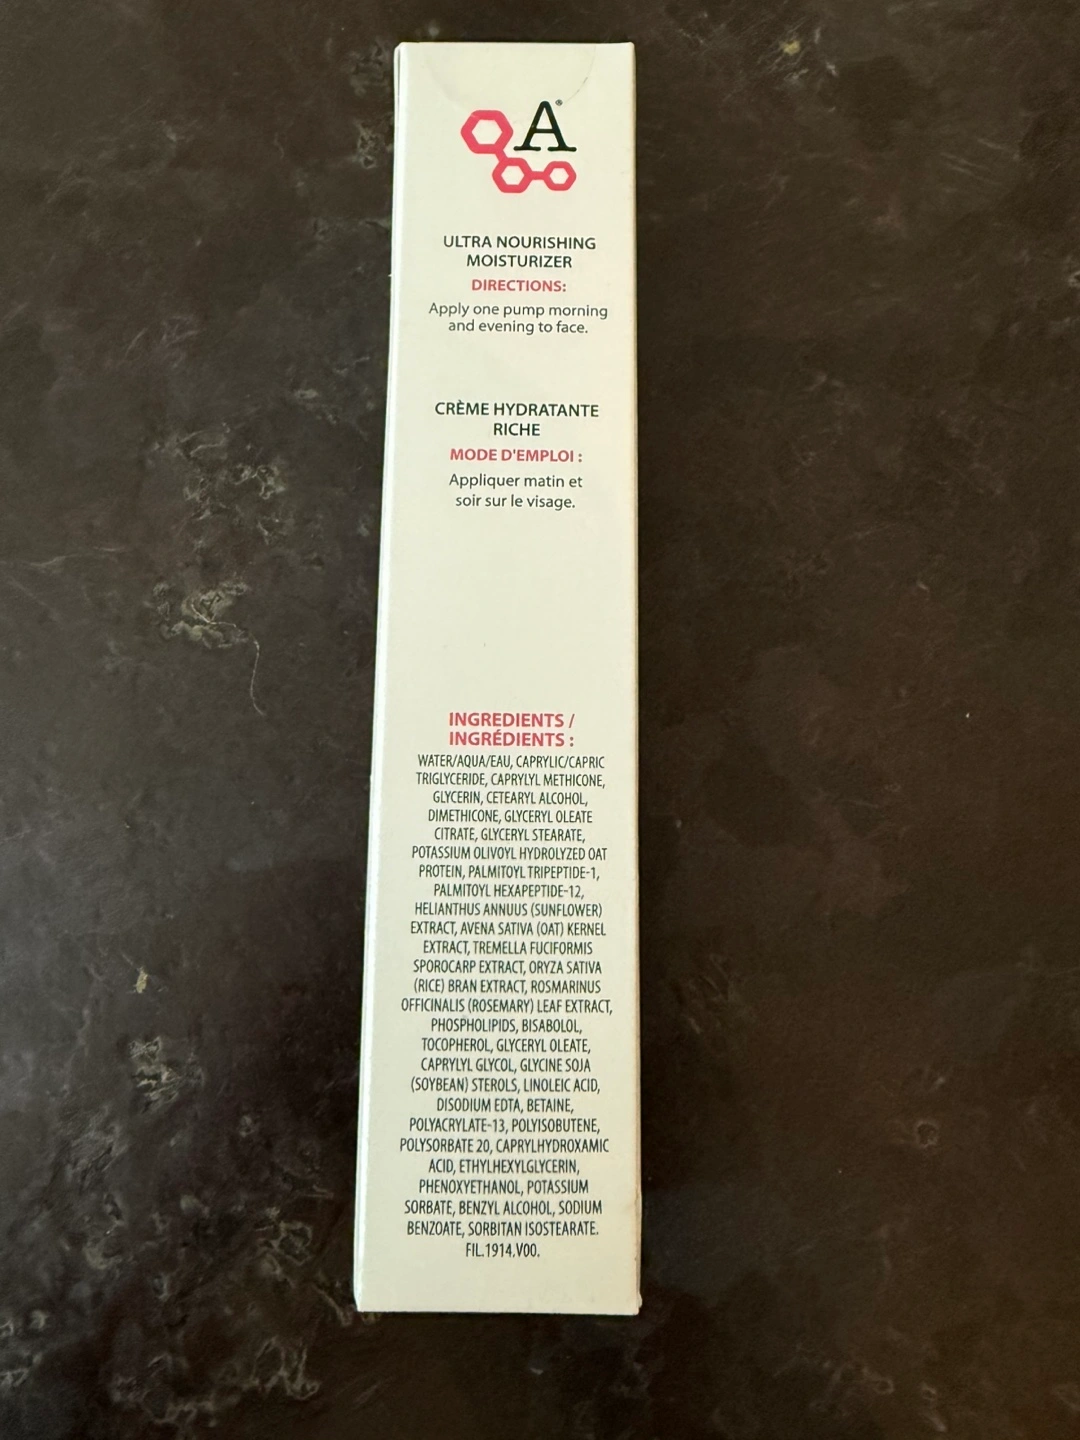 A®
ULTRA NOURISHING
MOISTURIZER
DIRECTIONS:
Apply one pump morning
and evening to face.
CRÈME HYDRATANTE
RICHE
MODE D'EMPLOI :
Appliquer matin et
soir sur le visage.
INGREDIENTS /
INGRÉDIENTS :
WATER/AQUA/EAU, CAPRYLIC/CAPRIC
TRIGLYCERIDE, CAPRYLYL METHICONE,
GLYCERIN, CETEARYL ALCOHOL,
DIMETHICONE, GLYCERYL OLEATE
CITRATE, GLYCERYL STEARATE,
POTASSIUM OLIVOYL HYDROLYZED OAT
PROTEIN, PALMITOYL TRIPEPTIDE-1,
PALMITOYL HEXAPEPTIDE-12,
HELIANTHUS ANNUUS (SUNFLOWER)
EXTRACT, AVENA SATIVA (OAT) KERNEL
EXTRACT, TREMELLA FUCIFORMIS
SPOROCARP EXTRACT, ORYZA SATIVA
(RICE) BRAN EXTRACT, ROSMARINUS
OFFICINALIS (ROSEMARY) LEAF EXTRACT,
PHOSPHOLIPIDS, BISABOLOL,
TOCOPHEROL, GLYCERYL OLEATE,
CAPRYLYL GLYCOL, GLYCINE SOJA
(SOYBEAN) STEROLS, LINOLEIC ACID,
DISODIUM EDTA, BETAINE,
POLYACRYLATE-13, POLYISOBUTENE,
POLYSORBATE 20, CAPRYLHYDROXAMIC
ACID, ETHYLHEXYLGLYCERIN,
PHENOXYETHANOL, POTASSIUM
SORBATE, BENZYL ALCOHOL, SODIUM
BENZOATE, SORBITAN ISOSTEARATE.
FIL.1914.V00.